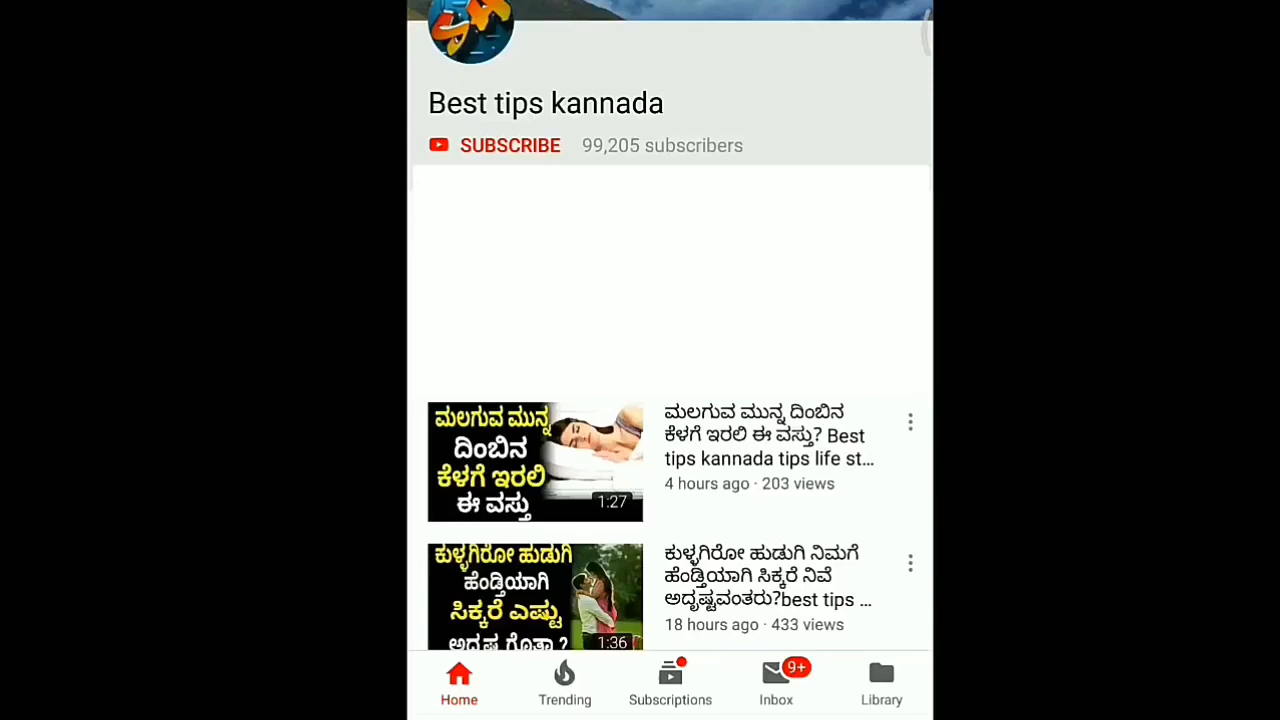 Best tips kannada
SUBSCRIBE 99,205 subscribers
ಮಲಗುವ ಮುನ್ನ
ದಿಂಬಿನ
ಕೆಳಗೆ ಇರಲಿ
ಈ ವಸ್ತು
1:27
ಮಲಗುವ ಮುನ್ನ ದಿಂಬಿನ
ಕೆಳಗೆ ಇರಲಿ ಈ ವಸ್ತು? Best
tips kannada tips life st...
4 hours ago · 203 views
ಕುಳ್ಳಗಿರೋ ಹುಡುಗಿ
ಹೆಂಡ್ತಿಯಾಗಿ
ಸಿಕ್ಕರೆ ಎಷ್ಟು
ಅದೃಷ್ಟ ಗೊತ್ತಾ ?
1:36
ಕುಳ್ಳಗಿರೋ ಹುಡುಗಿ ನಿಮಗೆ
ಹೆಂಡ್ತಿಯಾಗಿ ಸಿಕ್ಕರೆ ನಿವೆ
ಅದೃಷ್ಟವಂತರು?best tips ...
18 hours ago · 433 views
9+
Home Trending Subscriptions Inbox Library